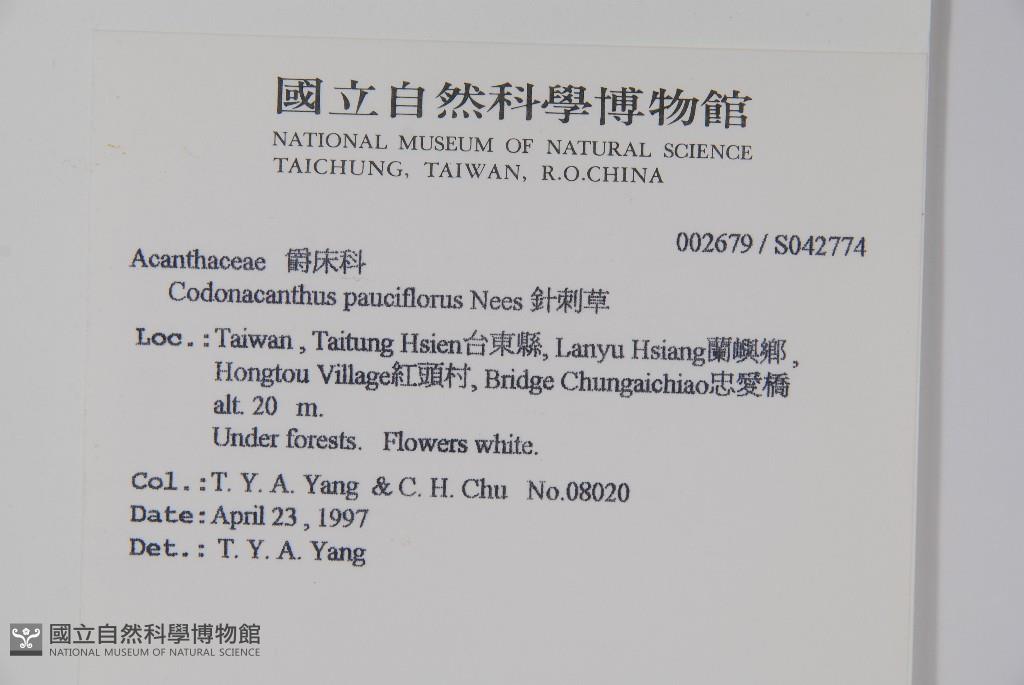 國立自然科學博物館
NATIONAL MUSEUM OF NATURAL SCIENCE
TAICHUNG, TAIWAN, R.O.CHINA
002679 / S042774
Acanthaceae 爵床科
Codonacanthus pauciflorus Nees 針刺草
Loc.: Taiwan , Taitung Hsien台東縣, Lanyu Hsiang蘭嶼鄉 ,
Hongtou Village紅頭村, Bridge Chungaichiao忠愛橋
alt. 20 m.
Under forests. Flowers white.
Col.: T. Y. A. Yang & C. H. Chu No.08020
Date: April 23 , 1997
Det.: T. Y. A. Yang
國立自然科學博物館
NATIONAL MUSEUM OF NATURAL SCIENCE